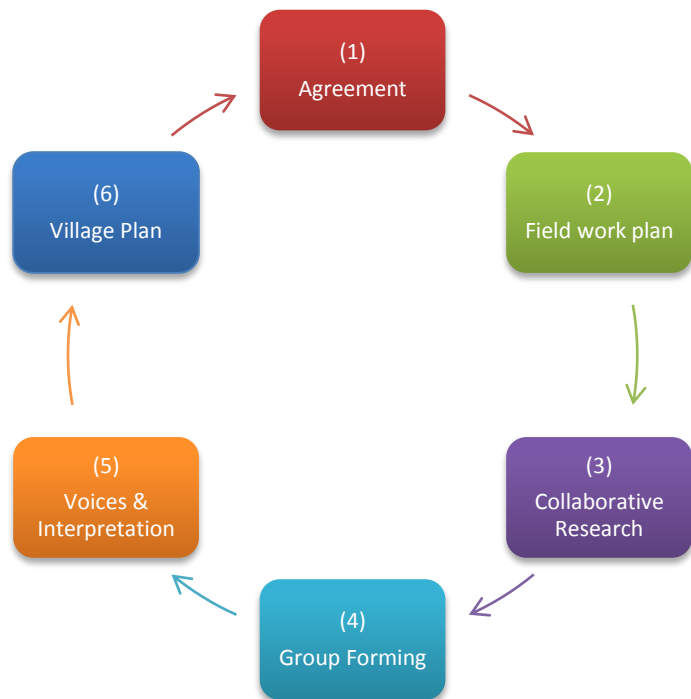 (1)
Agreement
(2)
Field work plan
(3)
Collaborative
Research
(4)
Group Forming
(5)
Voices &
Interpretation
(6)
Village Plan